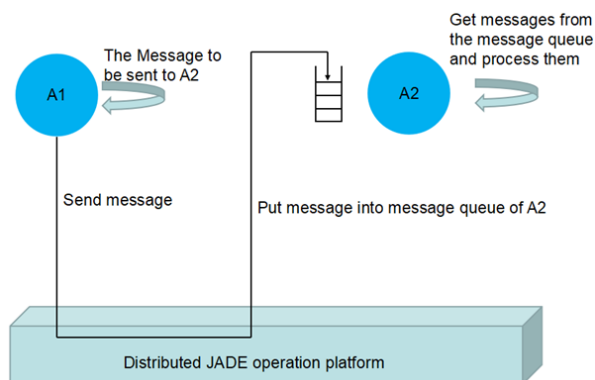 The Message to
be sent to A2
Get messages from
the message queue
and process them
A1
A2
Send message
Put message into message queue of A2
Distributed JADE operation platform